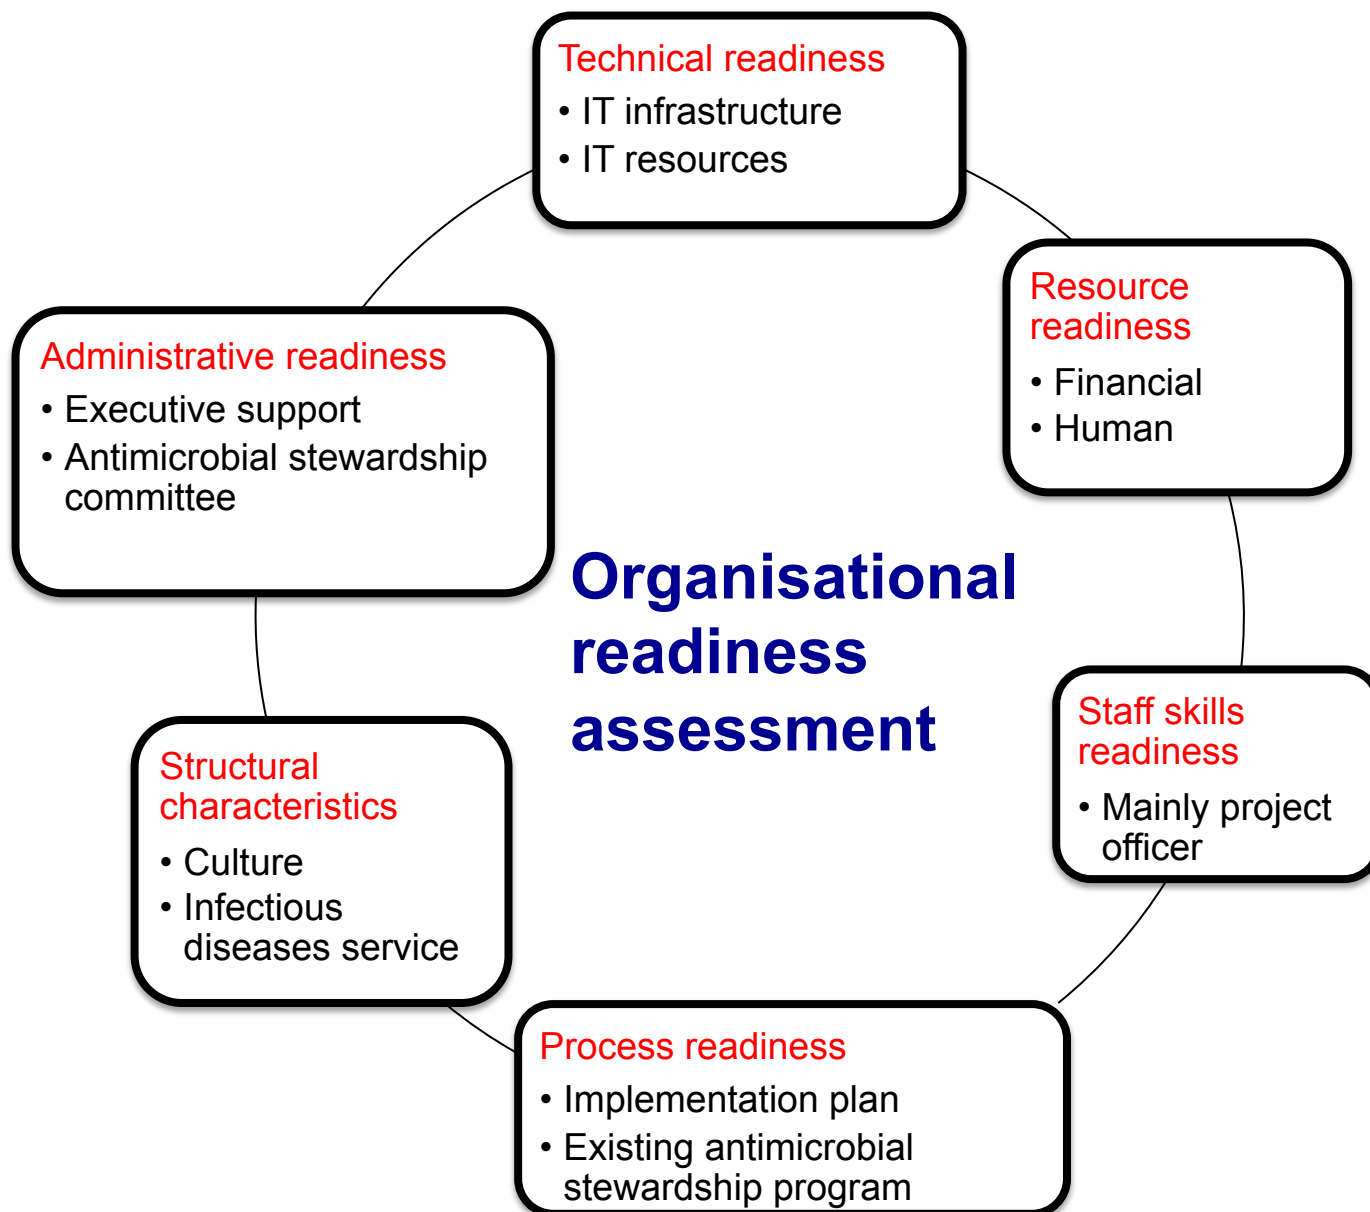 Technical readiness
• IT infrastructure
• IT resources
Resource
readiness
• Financial
• Human
Administrative readiness
• Executive support
• Antimicrobial stewardship
committee
Organisational
readiness
assessment
Staff skills
readiness
• Mainly project
officer
Structural
characteristics
• Culture
• Infectious
diseases service
Process readiness
• Implementation plan
• Existing antimicrobial
stewardship program